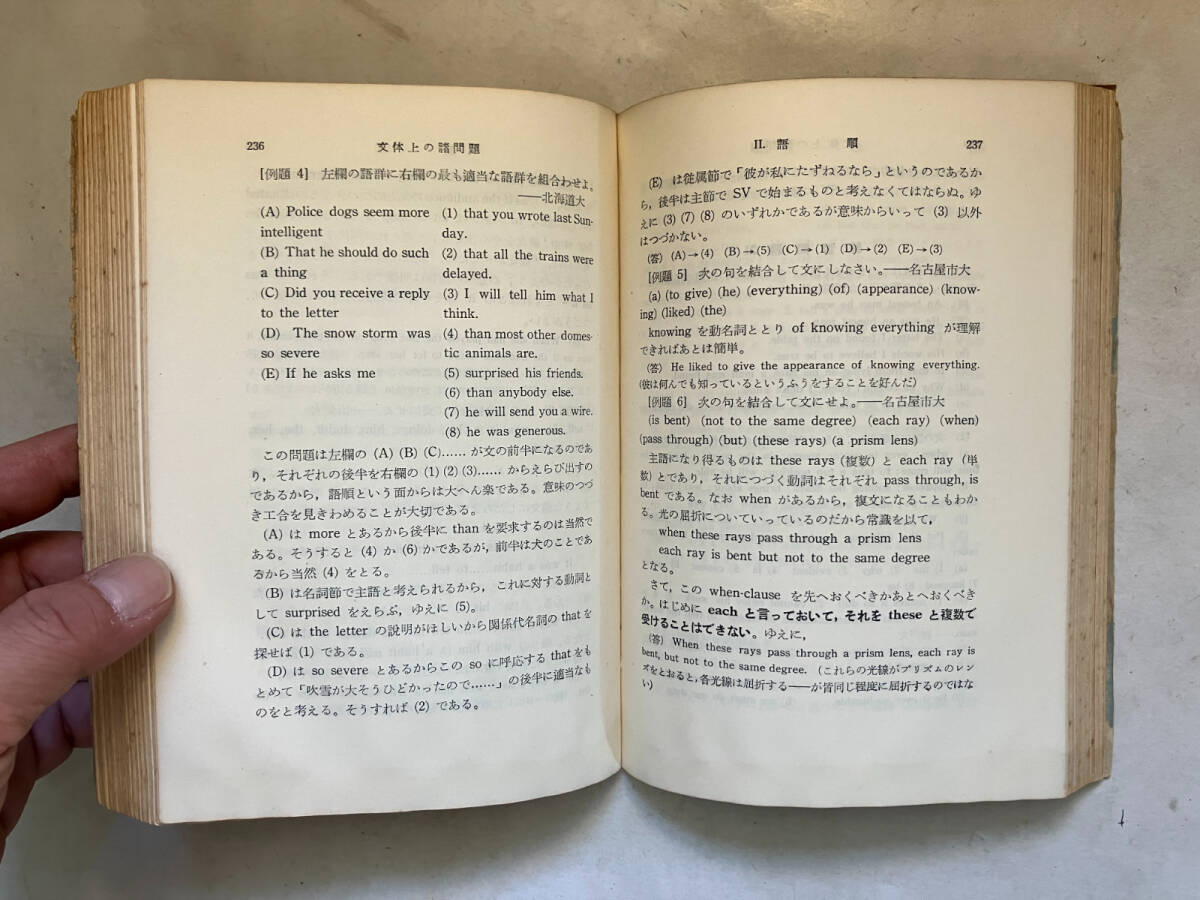 236 文体上の諸問題
[例題 4] 左欄の語群に右欄の最も適当な語群を組合わせよ。
——北海道大
(A) Police dogs seem more
intelligent
(B) That he should do such
a thing
(C) Did you receive a reply
to the letter
(D) The snow storm was
so severe
(E) If he asks me
(1) that you wrote last Sun-
day.
(2) that all the trains were
delayed.
(3) I will tell him what I
think.
(4) than most other domes-
tic animals are.
(5) surprised his friends.
(6) than anybody else.
(7) he will send you a wire.
(8) he was generous.
この問題は左欄の (A) (B) (C)…… が文の前半になるのであ
り，それぞれの後半を右欄の (1) (2) (3)…… からえらび出すの
であるから，語順という面からは大へん楽である。意味のつづ
き工合を見きわめることが大切である。
(A) は more とあるから後半に than を要求するのは当然で
ある。そうすると (4) か (6) かであるが，前半は犬のことであ
るから当然 (4) をとる。
(B) は名詞節で主語と考えられるから，これに対する動詞と
して surprised をえらぶ，ゆえに (5)。
(C) は the letter の説明がほしいから関係代名詞の that を
探せば (1) である。
(D) は so severe とあるからこの so に呼応する that をも
とめて「吹雪が大そうひどかったので……」の後半に適当なも
のをと考える。そうすれば (2) である。
II. 語 順 237
(E) は従属節で「彼が私にたずねるなら」というのであるか
ら，後半は主節で SV で始まるものと考えなくてはならぬ。ゆ
えに (3) (7) (8) のいずれかであるが意味からいって (3) 以外
はつづかない。
(答) (A)→(4) (B)→(5) (C)→(1) (D)→(2) (E)→(3)
[例題 5] 次の句を結合して文にしなさい。——名古屋市大
(a) (to give) (he) (everything) (of) (appearance) (know-
ing) (liked) (the)
knowing を動名詞ととり of knowing everything が理解
できればあとは簡単。
(答) He liked to give the appearance of knowing everything.
(彼は何んでも知っているというふうをすることを好んだ)
[例題 6] 次の句を結合して文にせよ。——名古屋市大
(is bent) (not to the same degree) (each ray) (when)
(pass through) (but) (these rays) (a prism lens)
主語になり得るものは these rays (複数) と each ray (単
数) とであり，それにつづく動詞はそれぞれ pass through, is
bent である。なお when があるから，複文になることもわか
る。光の屈折についていっているのだから常識を以て，
when these rays pass through a prism lens
each ray is bent but not to the same degree
となる。
さて，この when-clause を先へおくべきかあとへおくべき
か。はじめに each と言っておいて，それを these と複数で
受けることはできない。ゆえに，
(答) When these rays pass through a prism lens, each ray is
bent, but not to the same degree. (これらの光線がプリズムのレン
ズをとおると，各光線は屈折する——が皆同じ程度に屈折するのではな
い)